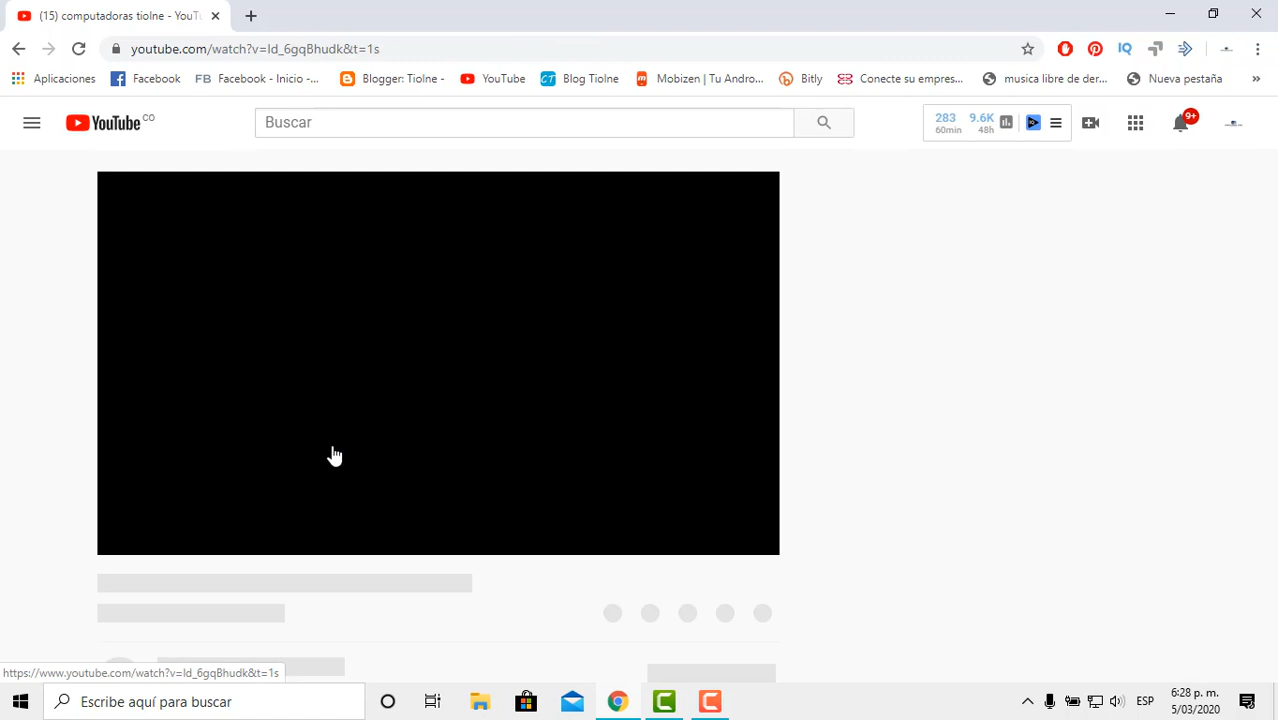 (15) computadoras tiolne - YouTu
youtube.com/watch?v=Id_6gqBhudk&t=1s
Aplicaciones
Facebook
FB Facebook - Inicio -...
Blogger: Tiolne -
YouTube
CT Blog Tiolne
Mobizen | Tu Andro...
Bitly
Conecte su empres...
musica libre de der...
Nueva pestaña
»
YouTube CO
Buscar
283 60min
9.6K 48h
IQ
9+
https://www.youtube.com/watch?v=Id_6gqBhudk&t=1s
Escribe aquí para buscar
ESP
6:28 p. m.
5/03/2020